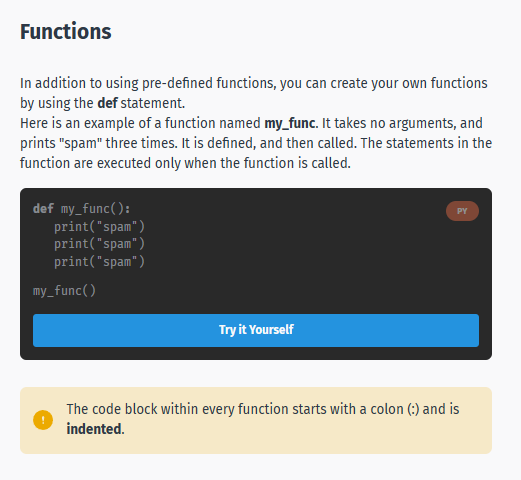 Functions
In addition to using pre-defined functions, you can create your own functions
by using the def statement.
Here is an example of a function named my_func. It takes no arguments, and
prints "spam" three times. It is defined, and then called. The statements in the
function are executed only when the function is called.
def my_func():
PY
   print("spam")
   print("spam")
   print("spam")
my_func()
Try it Yourself
!
The code block within every function starts with a colon (:) and is
indented.